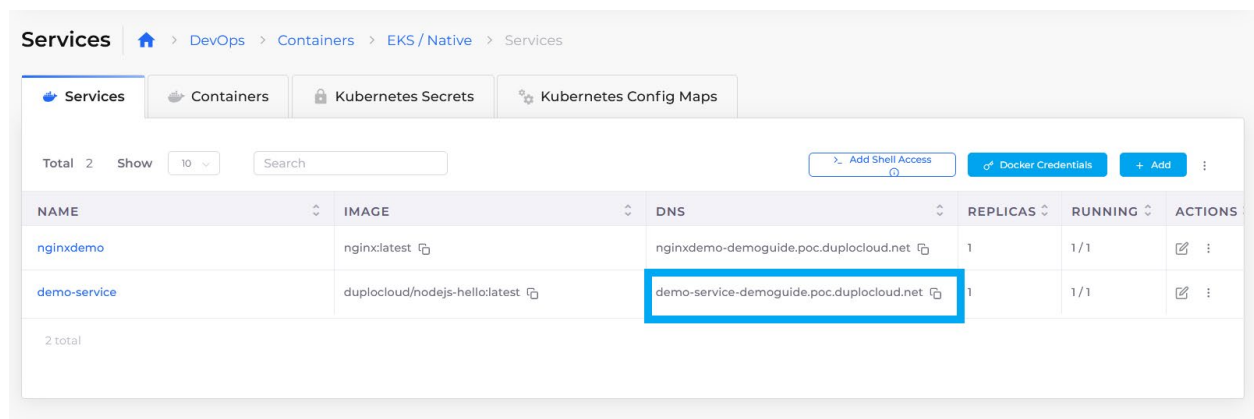 Services > DevOps > Containers > EKS / Native > Services
Services Containers Kubernetes Secrets Kubernetes Config Maps
Total 2 Show 10 Search >_ Add Shell Access Docker Credentials + Add
NAME IMAGE DNS REPLICAS RUNNING ACTIONS
nginxdemo nginx:latest nginxdemo-demoguide.poc.duplocloud.net 1 1 / 1
demo-service duplocloud/nodejs-hello:latest demo-service-demoguide.poc.duplocloud.net 1 1 / 1
2 total